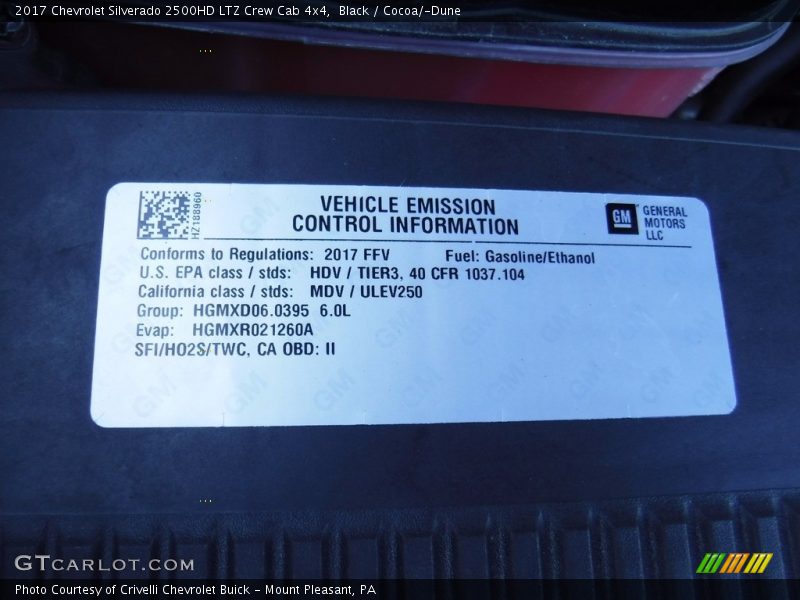 2017 Chevrolet Silverado 2500HD LTZ Crew Cab 4x4, Black / Cocoa/­Dune
HZ188960
VEHICLE EMISSION
CONTROL INFORMATION
GM
GENERAL
MOTORS
LLC
Conforms to Regulations: 2017 FFV Fuel: Gasoline/Ethanol
U.S. EPA class / stds: HDV / TIER3, 40 CFR 1037.104
California class / stds: MDV / ULEV250
Group: HGMXD06.0395 6.0L
Evap: HGMXR021260A
SFI/HO2S/TWC, CA OBD: II
GTCARLOT.COM
Photo Courtesy of Crivelli Chevrolet Buick - Mount Pleasant, PA